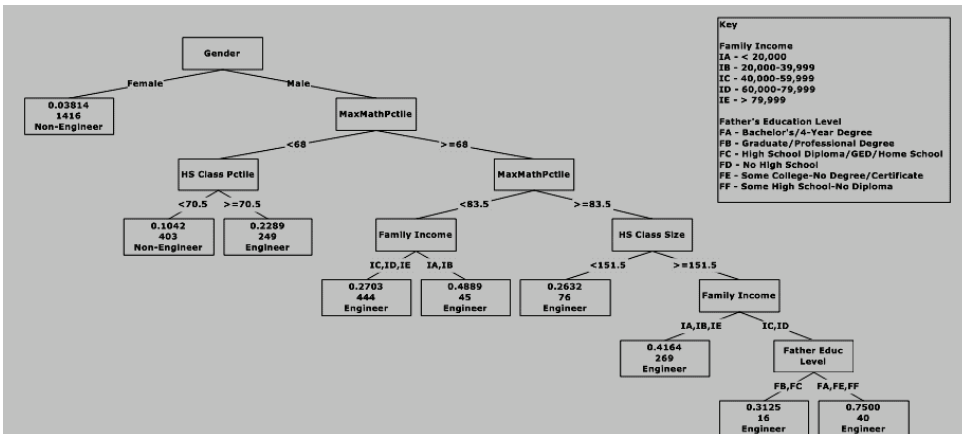 Gender
Female
Male
0.03814
1416
Non-Engineer
MaxMathPctile
<68
>=68
HS Class Pctile
MaxMathPctile
<70.5
>=70.5
<83.5
>=83.5
0.1042
403
Non-Engineer
0.2289
249
Engineer
Family Income
HS Class Size
IC,ID,IE
IA,IB
<151.5
>=151.5
0.2703
444
Engineer
0.4889
45
Engineer
0.2632
76
Engineer
Family Income
IA,IB,IE
IC,ID
0.4164
269
Engineer
Father Educ
Level
FB,FC
FA,FE,FF
0.3125
16
Engineer
0.7500
40
Engineer
Key
Family Income
IA - < 20,000
IB - 20,000-39,999
IC - 40,000-59,999
ID - 60,000-79,999
IE - > 79,999
Father's Education Level
FA - Bachelor's/4-Year Degree
FB - Graduate/Professional Degree
FC - High School Diploma/GED/Home School
FD - No High School
FE - Some College-No Degree/Certificate
FF - Some High School-No Diploma